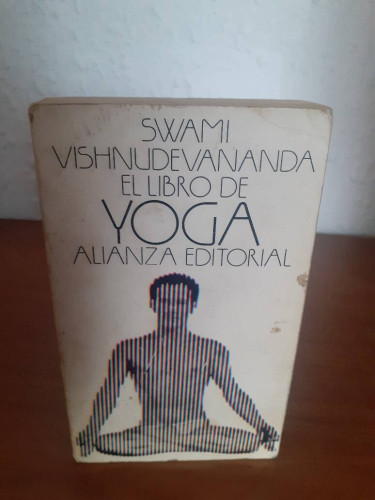 SWAMI
VISHNUDEVANANDA
EL LIBRO DE
YOGA
ALIANZA EDITORIAL